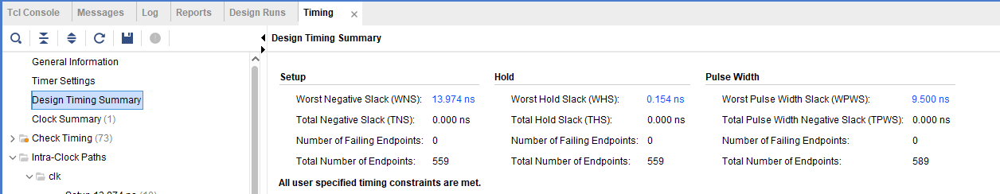 Tcl Console Messages Log Reports Design Runs Timing
Design Timing Summary
General Information
Timer Settings
Design Timing Summary
Clock Summary (1)
Check Timing (73)
Intra-Clock Paths
clk
Setup 13.974 ns (10)
Setup Hold Pulse Width
Worst Negative Slack (WNS): 13.974 ns Worst Hold Slack (WHS): 0.154 ns Worst Pulse Width Slack (WPWS): 9.500 ns
Total Negative Slack (TNS): 0.000 ns Total Hold Slack (THS): 0.000 ns Total Pulse Width Negative Slack (TPWS): 0.000 ns
Number of Failing Endpoints: 0 Number of Failing Endpoints: 0 Number of Failing Endpoints: 0
Total Number of Endpoints: 559 Total Number of Endpoints: 559 Total Number of Endpoints: 589
All user specified timing constraints are met.